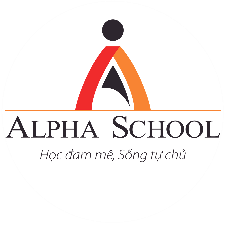 ALPHA SCHOOL
Học đam mê, Sống tự chủ